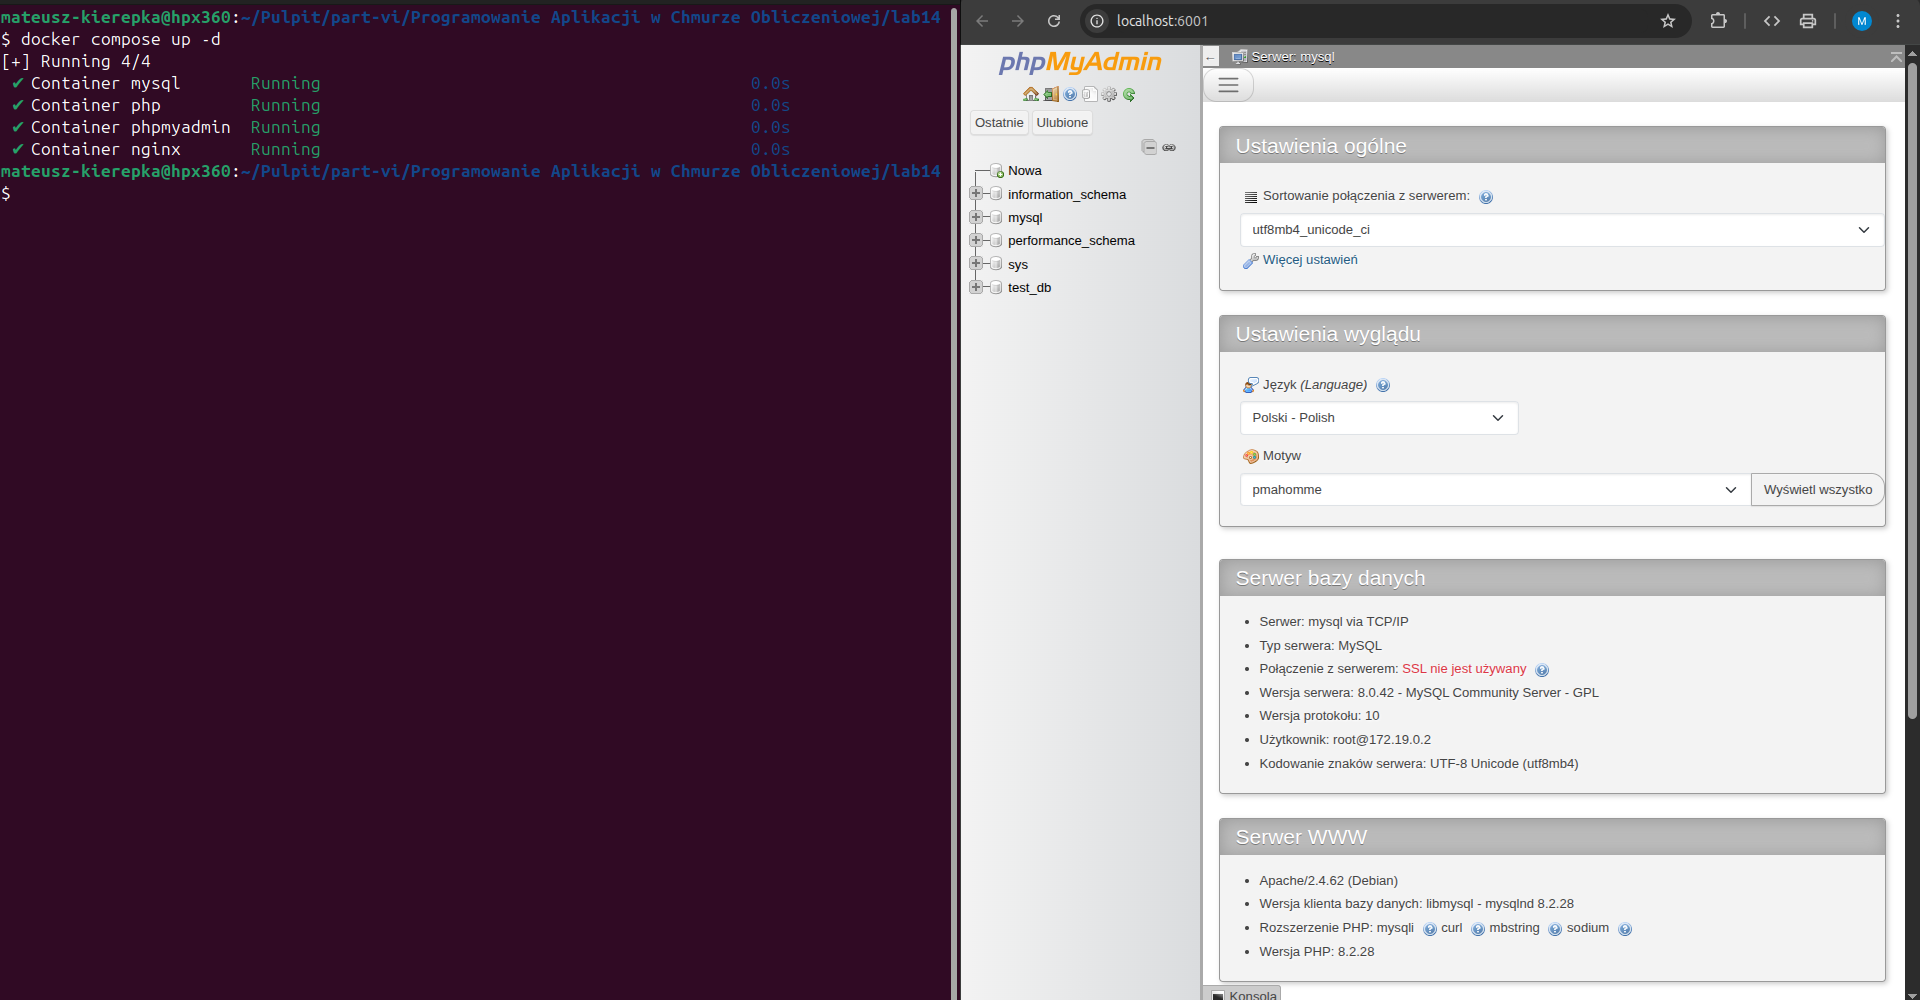 mateusz-kierepka@hpx360:~/Pulpit/part-vi/Programowanie Aplikacji w Chmurze Obliczeniowej/lab14
$ docker compose up -d
[+] Running 4/4
✔ Container mysql Running 0.0s
✔ Container php Running 0.0s
✔ Container phpmyadmin Running 0.0s
✔ Container nginx Running 0.0s
mateusz-kierepka@hpx360:~/Pulpit/part-vi/Programowanie Aplikacji w Chmurze Obliczeniowej/lab14
$
localhost:6001
M
phpMyAdmin
Ostatnie Ulubione
Nowa
information_schema
mysql
performance_schema
sys
test_db
← Serwer: mysql
Ustawienia ogólne
Sortowanie połączenia z serwerem:
utf8mb4_unicode_ci
Więcej ustawień
Ustawienia wyglądu
Język (Language)
Polski - Polish
Motyw
pmahomme Wyświetl wszystko
Serwer bazy danych
• Serwer: mysql via TCP/IP
• Typ serwera: MySQL
• Połączenie z serwerem: SSL nie jest używany
• Wersja serwera: 8.0.42 - MySQL Community Server - GPL
• Wersja protokołu: 10
• Użytkownik: root@172.19.0.2
• Kodowanie znaków serwera: UTF-8 Unicode (utf8mb4)
Serwer WWW
• Apache/2.4.62 (Debian)
• Wersja klienta bazy danych: libmysql - mysqlnd 8.2.28
• Rozszerzenie PHP: mysqli curl mbstring sodium
• Wersja PHP: 8.2.28
Konsola